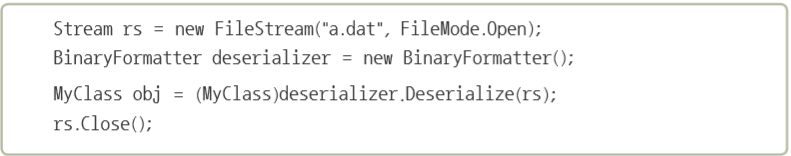 Stream rs = new FileStream("a.dat", FileMode.Open);
BinaryFormatter deserializer = new BinaryFormatter();
MyClass obj = (MyClass)deserializer.Deserialize(rs);
rs.Close();